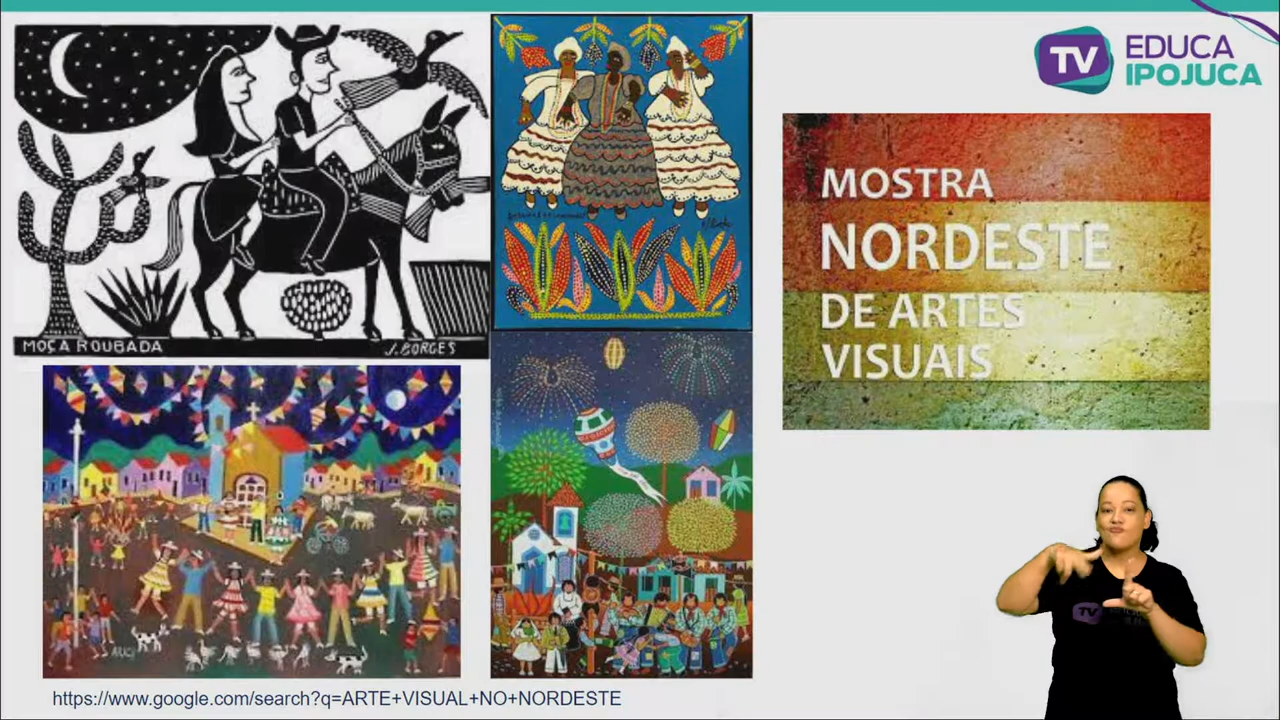 MOÇA ROUBADA
J. BORGES
TV
EDUCA
IPOJUCA
MOSTRA
NORDESTE
DE ARTES
VISUAIS
TV
https://www.google.com/search?q=ARTE+VISUAL+NO+NORDESTE